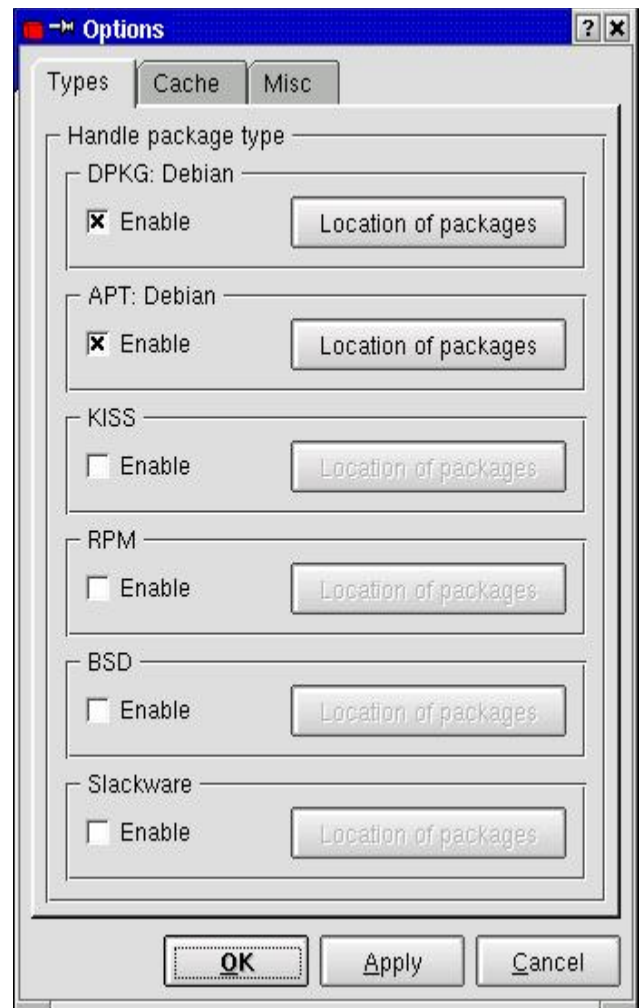 Options
Types Cache Misc
Handle package type
DPKG: Debian
Enable Location of packages
APT: Debian
Enable Location of packages
KISS
Enable Location of packages
RPM
Enable Location of packages
BSD
Enable Location of packages
Slackware
Enable Location of packages
OK Apply Cancel